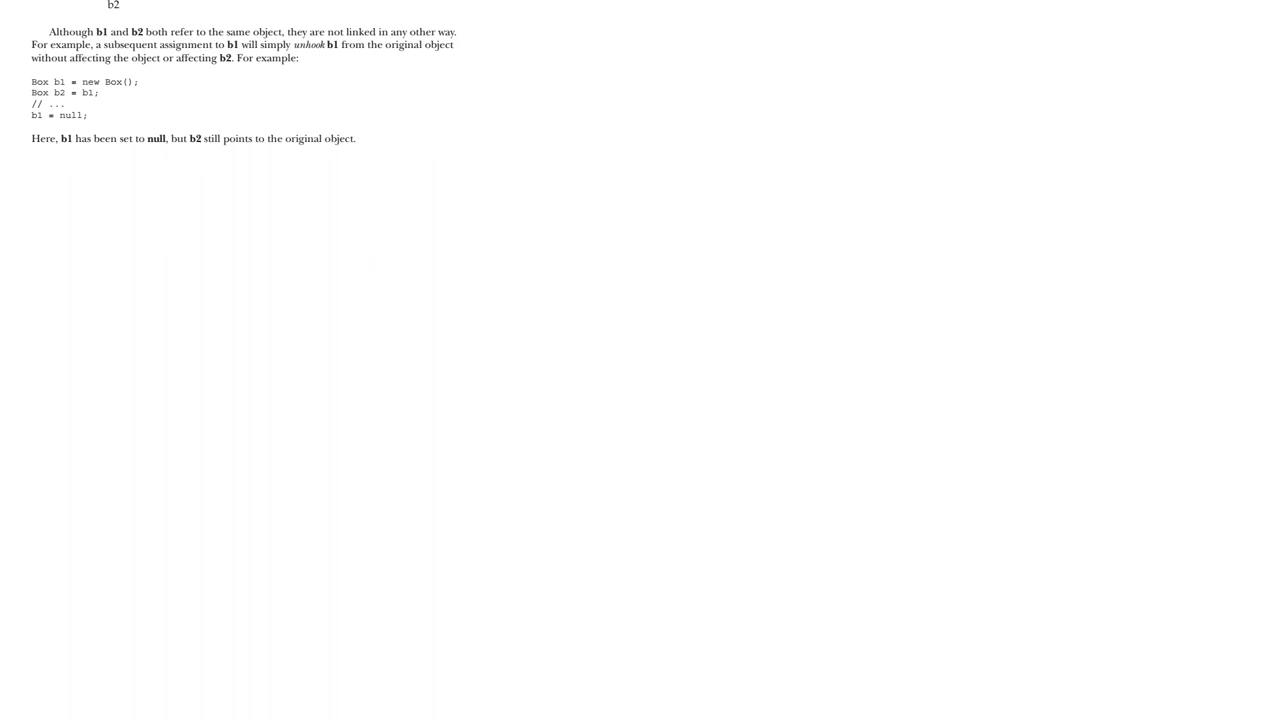 b2
Although b1 and b2 both refer to the same object, they are not linked in any other way.
For example, a subsequent assignment to b1 will simply unhook b1 from the original object
without affecting the object or affecting b2. For example:
Box b1 = new Box();
Box b2 = b1;
// ...
b1 = null;
Here, b1 has been set to null, but b2 still points to the original object.